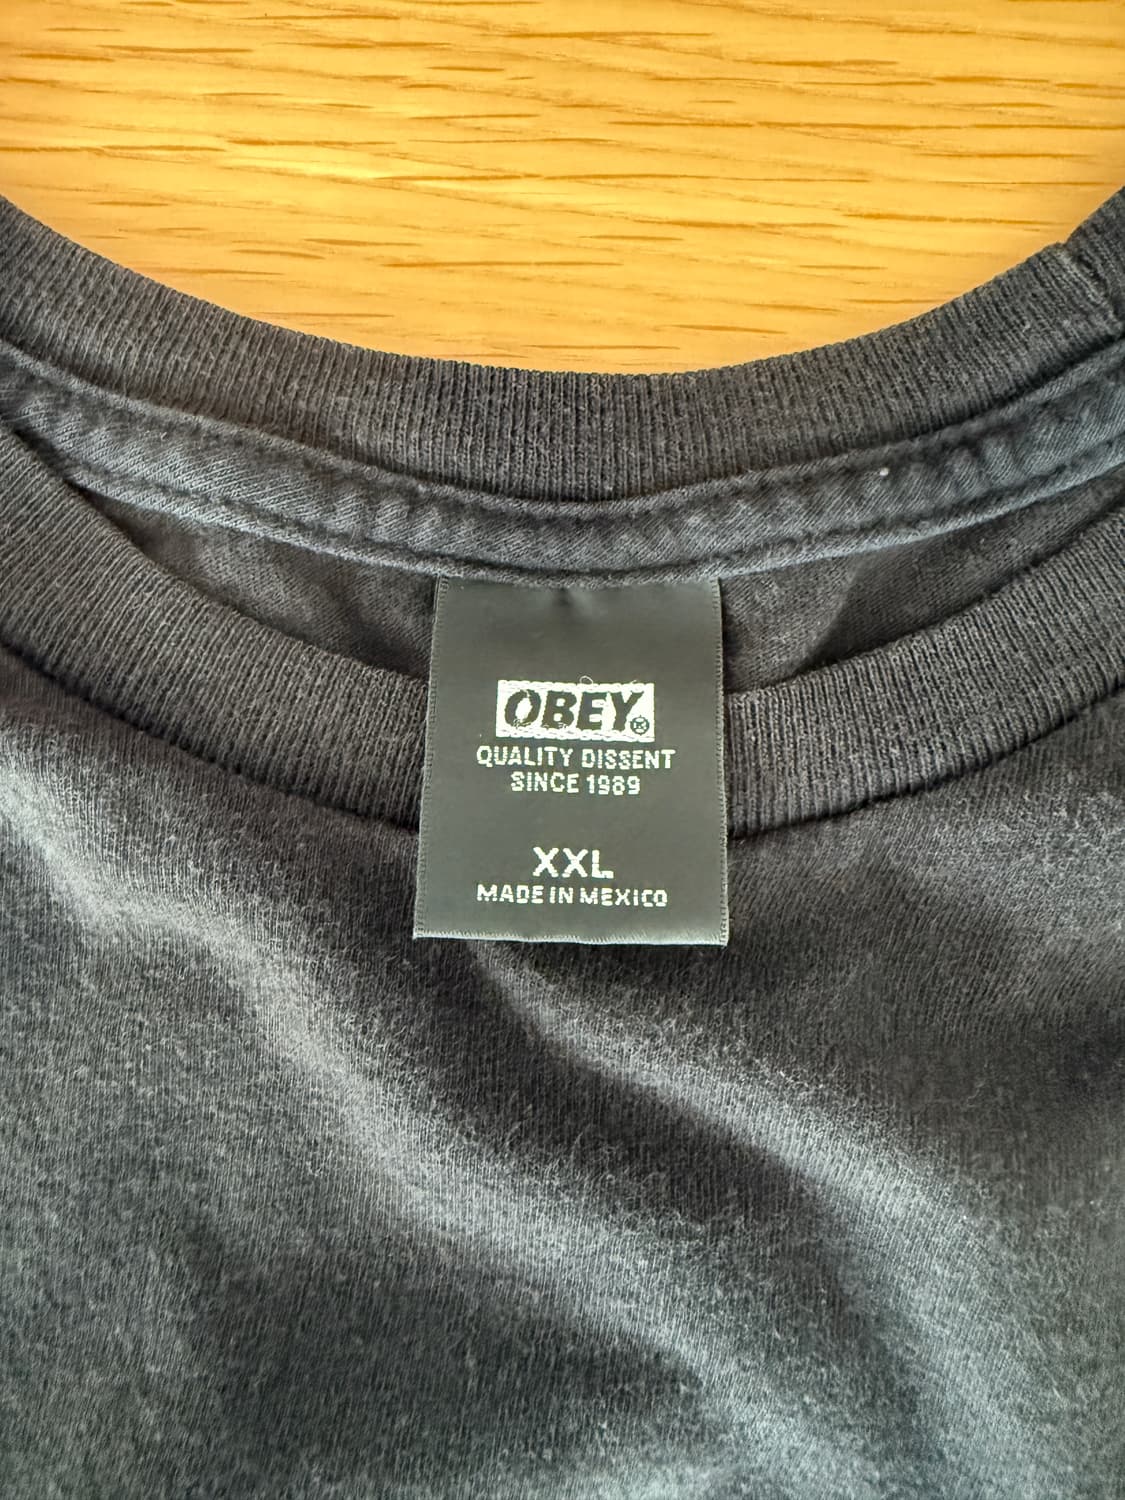 OBEY®
QUALITY DISSENT
SINCE 1989
XXL
MADE IN MEXICO